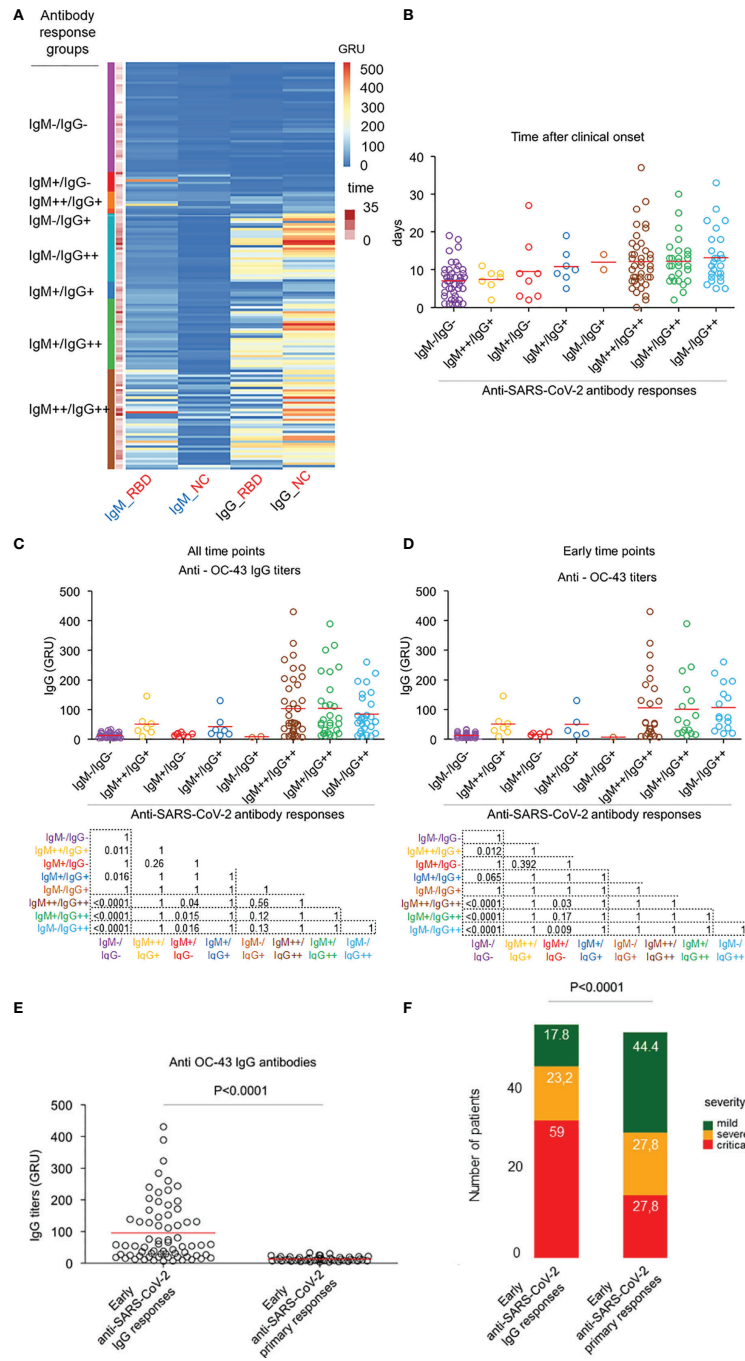 A
Antibody
response
groups
GRU
500
400
300
200
100
0
time
35
0
IgM-/IgG-
IgM+/IgG-
IgM++/IgG+
IgM-/IgG+
IgM-/IgG++
IgM+/IgG+
IgM+/IgG++
IgM++/IgG++
IgM_RBD
IgM_NC
IgG_RBD
IgG_NC
B
Time after clinical onset
40
30
20
10
0
days
IgM-/IgG-
IgM++/IgG+
IgM+/IgG-
IgM+/IgG+
IgM-/IgG+
IgM++/IgG++
IgM+/IgG++
IgM-/IgG++
Anti-SARS-CoV-2 antibody responses
C
All time points
Anti - OC-43 IgG titers
500
400
300
200
100
0
IgG (GRU)
IgM-/IgG-
IgM++/IgG+
IgM+/IgG-
IgM+/IgG+
IgM-/IgG+
IgM++/IgG++
IgM+/IgG++
IgM-/IgG++
Anti-SARS-CoV-2 antibody responses
IgM-/IgG- 1
IgM++/IgG+ 0.011 1
IgM+/IgG- 1 0.26 1
IgM+/IgG+ 0.016 1 1 1
IgM-/IgG+ 1 1 1 1 1
IgM++/IgG++ <0.0001 1 0.04 1 0.56 1
IgM+/IgG++ <0.0001 1 0.015 1 0.12 1 1
IgM-/IgG++ <0.0001 1 0.016 1 0.13 1 1 1
IgM-/ IgM++/ IgM+/ IgM+/ IgM-/ IgM++/ IgM+/ IgM-/
IgG- IgG+ IgG- IgG+ IgG+ IgG++ IgG++ IgG++
D
Early time points
Anti - OC-43 titers
500
400
300
200
100
0
IgG (GRU)
IgM-/IgG-
IgM++/IgG+
IgM+/IgG-
IgM+/IgG+
IgM-/IgG+
IgM++/IgG++
IgM+/IgG++
IgM-/IgG++
Anti-SARS-CoV-2 antibody responses
IgM-/IgG- 1
IgM++/IgG+ 0.012 1
IgM+/IgG- 1 0.392 1
IgM+/IgG+ 0.065 1 1 1
IgM-/IgG+ 1 1 1 1 1
IgM++/IgG++ <0.0001 1 0.03 1 1 1
IgM+/IgG++ <0.0001 1 0.17 1 1 1 1
IgM-/IgG++ <0.0001 1 0.009 1 1 1 1 1
IgM-/ IgM++/ IgM+/ IgM+/ IgM-/ IgM++/ IgM+/ IgM-/
IgG- IgG+ IgG- IgG+ IgG+ IgG++ IgG++ IgG++
E
Anti OC-43 IgG antibodies
P<0.0001
500
400
300
200
100
0
IgG titers (GRU)
Early
anti-SARS-CoV-2
IgG responses
Early
anti-SARS-CoV-2
primary responses
F
P<0.0001
17.8
23,2
59
44.4
27,8
27,8
40
20
0
Number of patients
severity
mild
severe
critical
Early
anti-SARS-CoV-2
IgG responses
Early
anti-SARS-CoV-2
primary responses